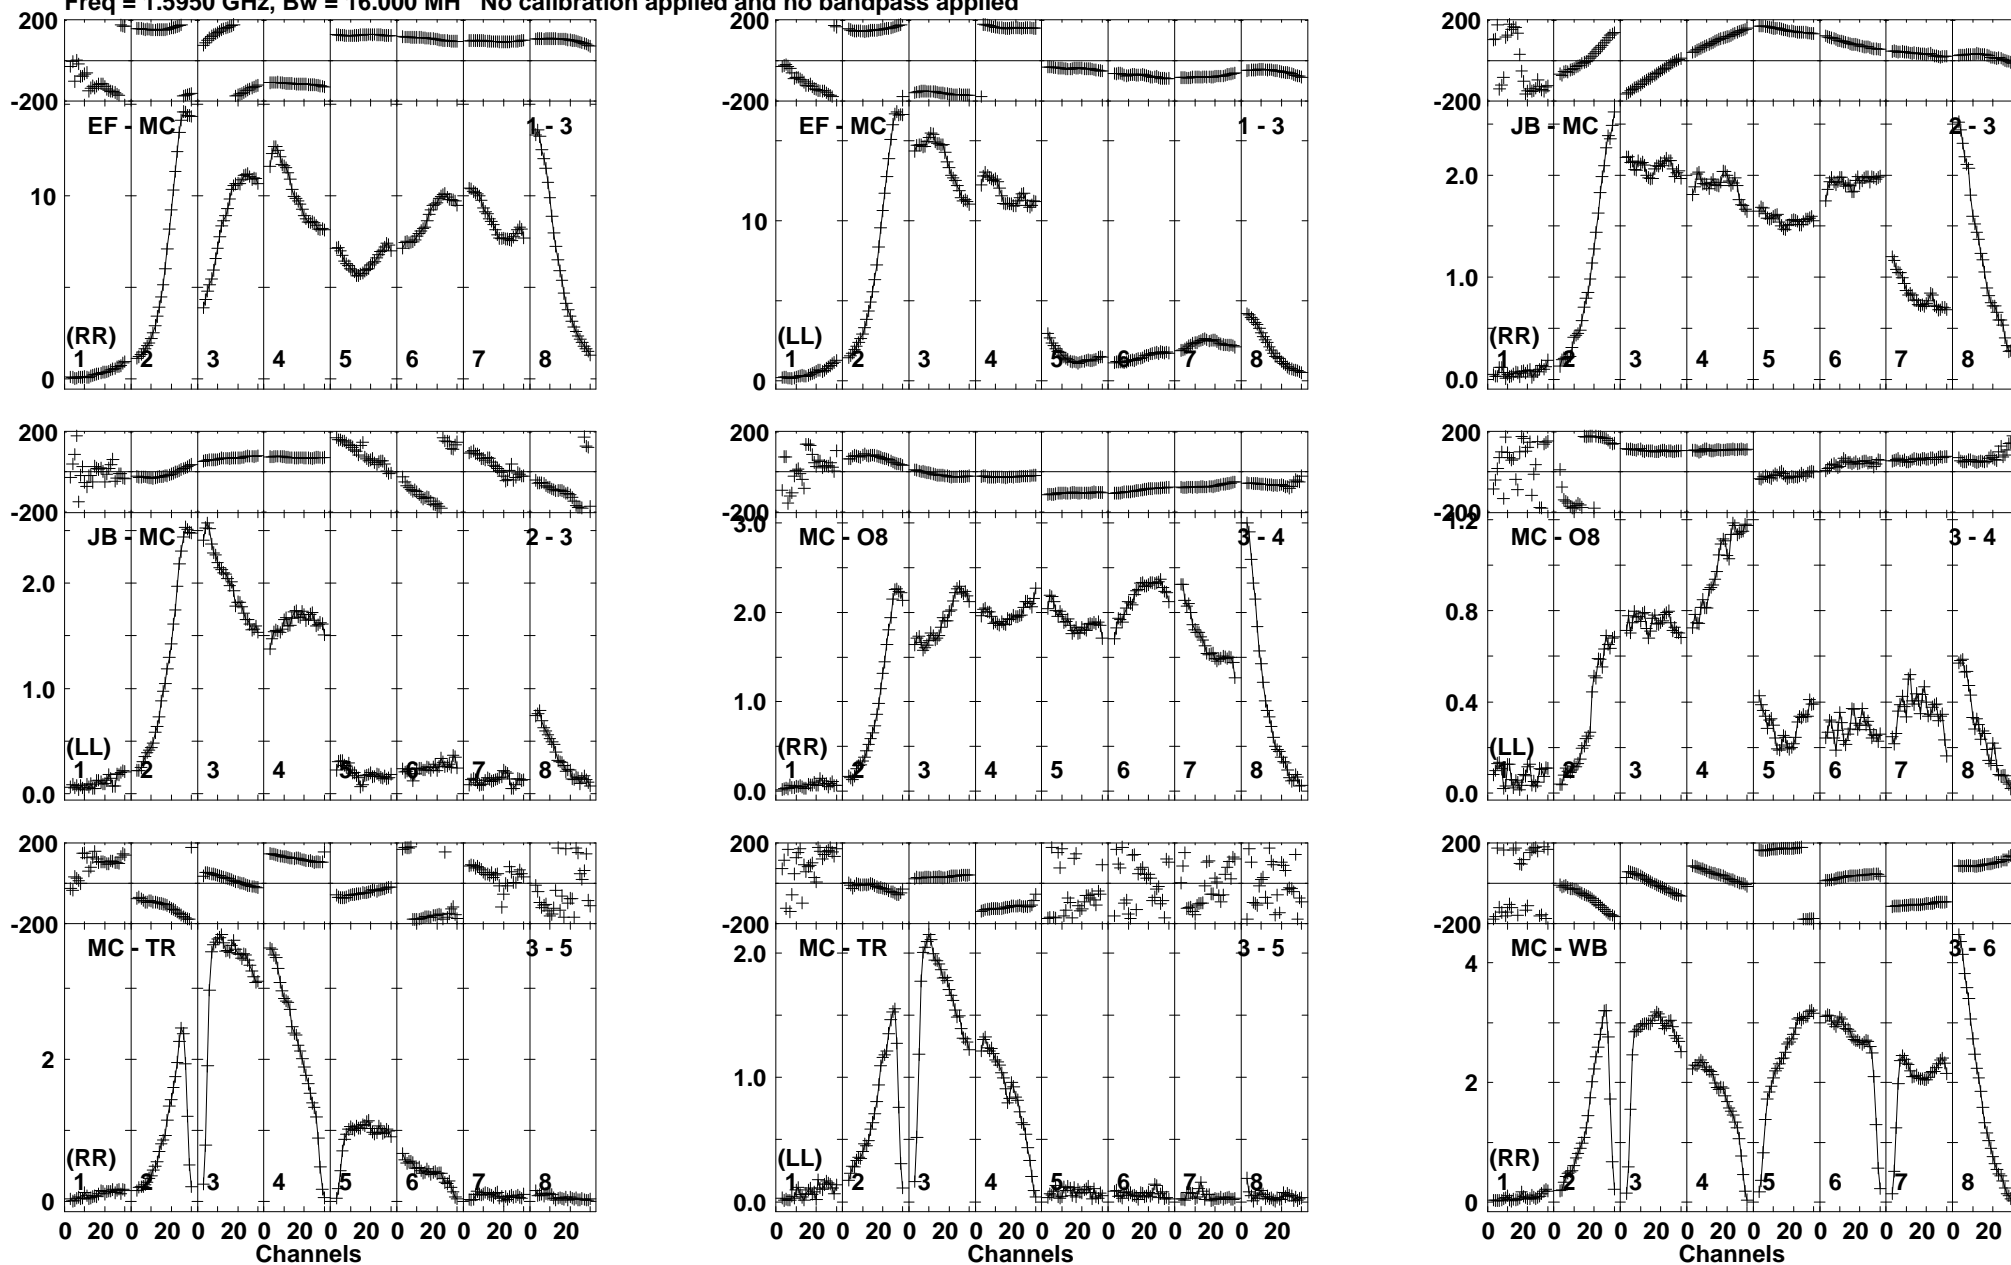 Freq = 1.5950 GHz, Bw = 16.000 MH No calibration applied and no bandpass applied
200 200 200
-200 -200 -200
EF - MC 1 - 3 EF - MC 1 - 3 JB - MC 2 - 3
10 10 2.0
1.0
(RR) (LL) (RR)
1 2 3 4 5 6 7 8 1 2 3 4 5 6 7 8 1 2 3 4 5 6 7 8
0 0 0.0
200 200 200
-200 -200 -200
3.0 1.2
JB - MC 2 - 3 MC - O8 3 - 4 MC - O8 3 - 4
2.0 2.0 0.8
1.0 1.0 0.4
(LL) (RR) (LL)
1 2 3 4 5 6 7 8 1 2 3 4 5 6 7 8 1 2 3 4 5 6 7 8
0.0 0.0 0.0
200 200 200
-200 -200 -200
MC - TR 3 - 5 MC - TR 3 - 5 MC - WB 3 - 6
2.0 4
2 1.0 2
(RR) (LL) (RR)
1 2 3 4 5 6 7 8 1 2 3 4 5 6 7 8 1 2 3 4 5 6 7 8
0 0.0 0
0 20 0 20 0 20 0 20 0 20 0 20 0 20 0 20 0 20 0 20 0 20 0 20 0 20 0 20 0 20 0 20 0 20 0 20 0 20 0 20 0 20 0 20 0 20 0 20
Channels Channels Channels